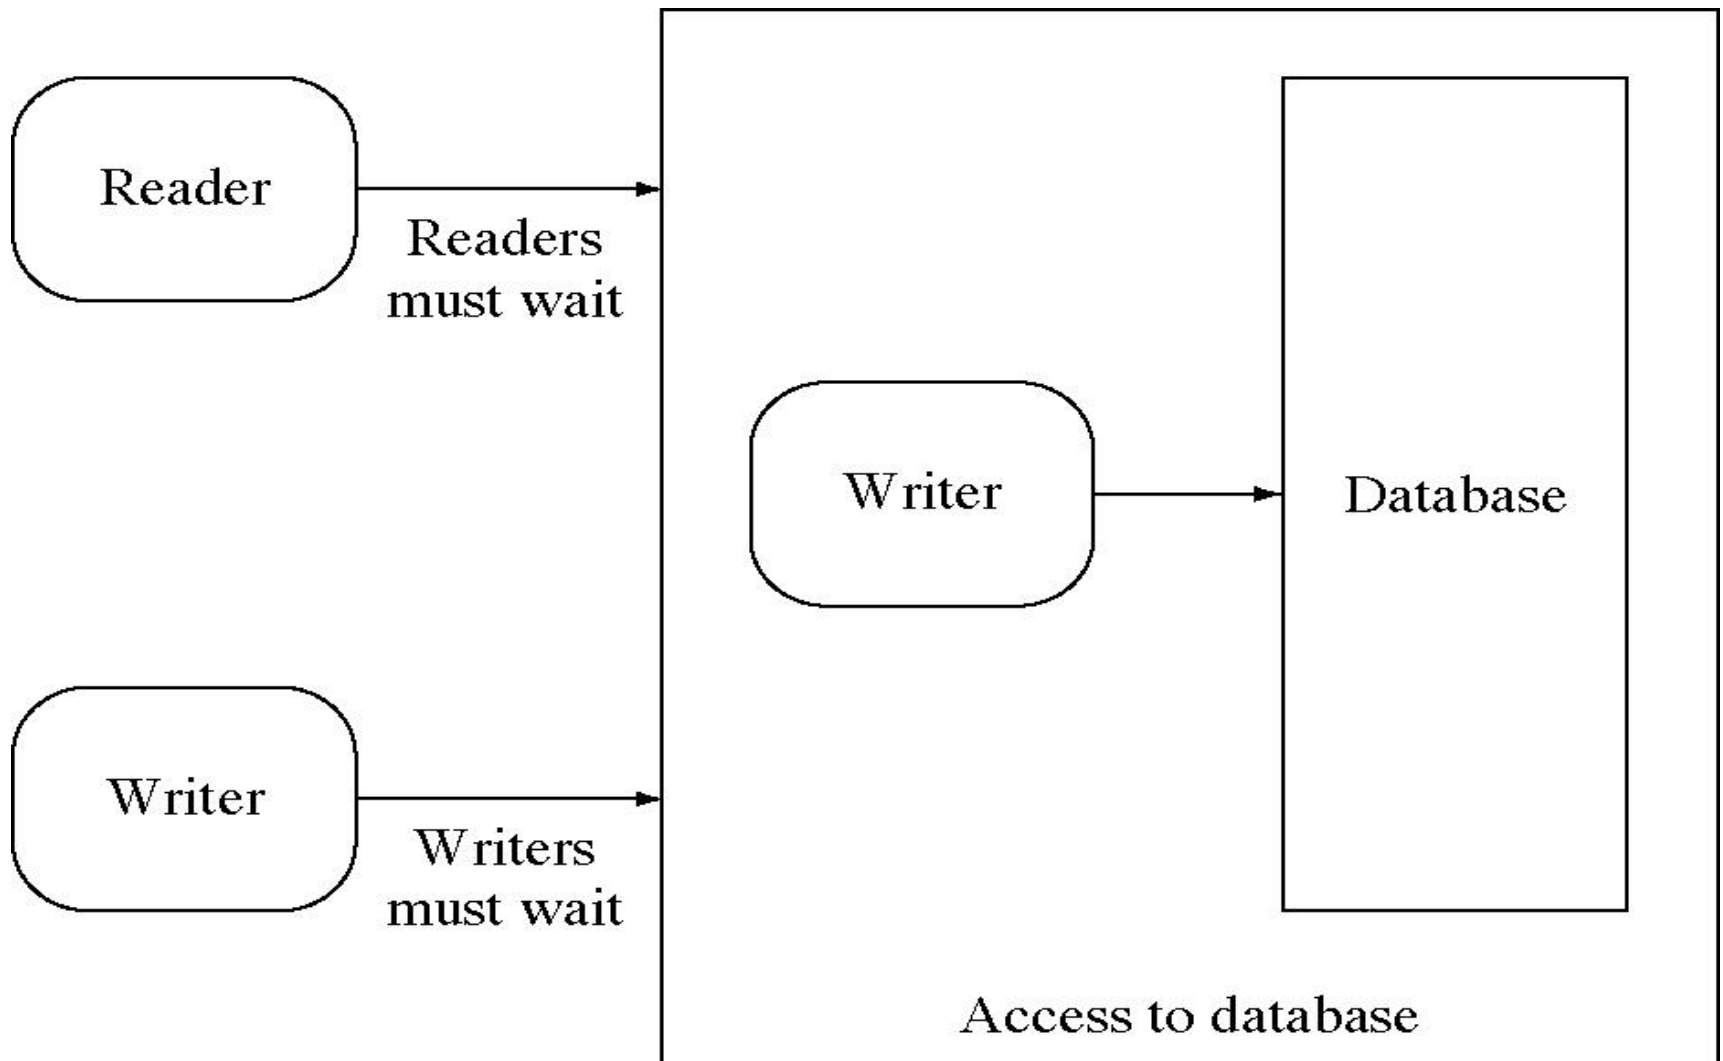 Reader
Readers
must wait
Writer
Database
Writer
Writers
must wait
Access to database